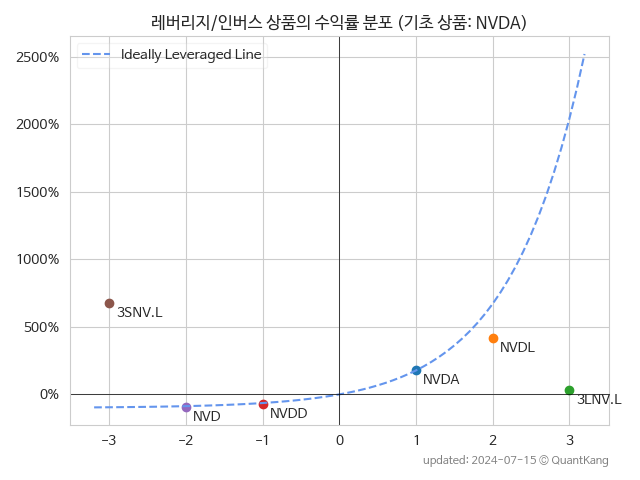 레버리지/인버스 상품의 수익률 분포 (기초 상품: NVDA)
Ideally Leveraged Line
2500%
2000%
1500%
1000%
500%
0%
3SNV.L
NVD
NVDD
NVDA
NVDL
3LNV.L
−3
−2
−1
0
1
2
3
updated: 2024-07-15 © QuantKang